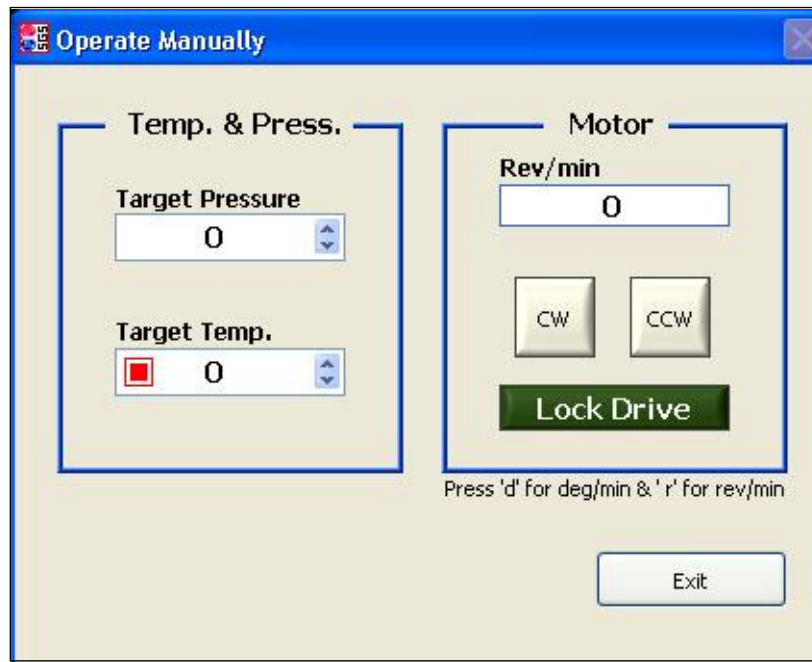 Operate Manually
Temp. & Press.
Target Pressure
0
Target Temp.
0
Motor
Rev/min
0
CW CCW
Lock Drive
Press 'd' for deg/min & ' r' for rev/min
Exit